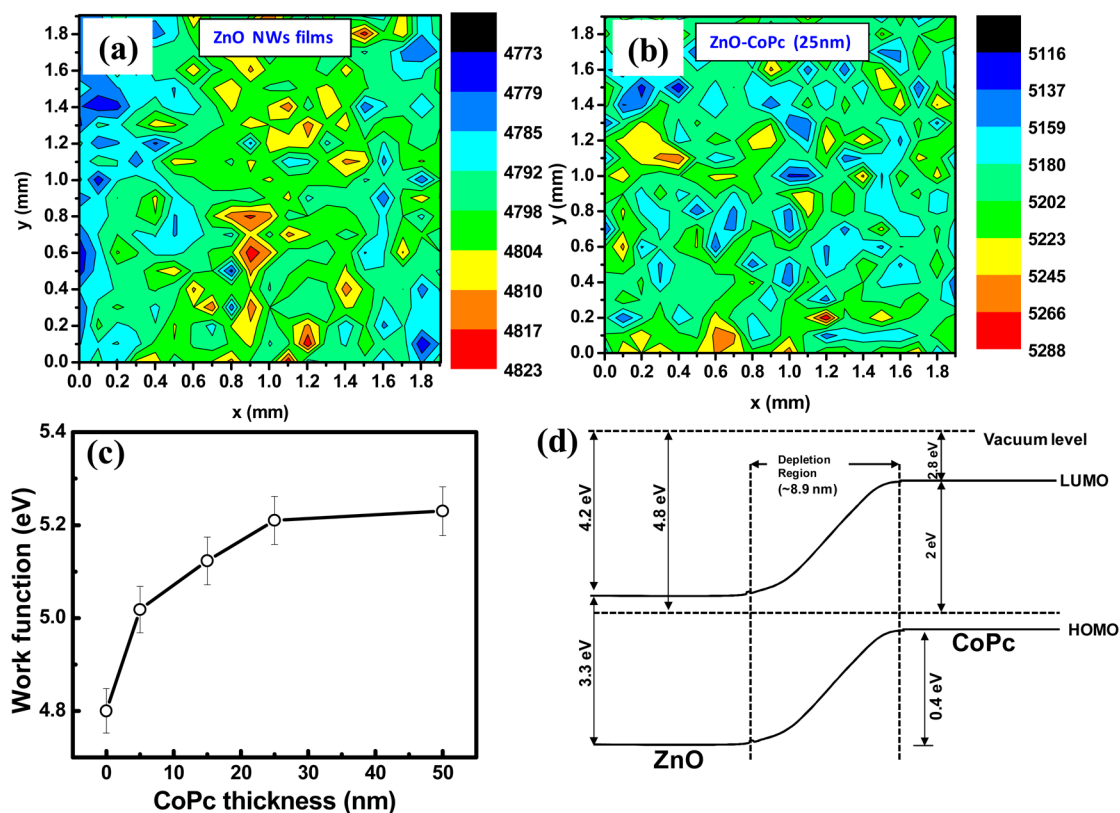 (a)
ZnO NWs films
1.8
1.6
1.4
1.2
1.0
0.8
0.6
0.4
0.2
0.0
y (mm)
0.0 0.2 0.4 0.6 0.8 1.0 1.2 1.4 1.6 1.8
x (mm)
4773
4779
4785
4792
4798
4804
4810
4817
4823
(b)
ZnO-CoPc (25nm)
1.8
1.6
1.4
1.2
1.0
0.8
0.6
0.4
0.2
0.0
y (mm)
0.0 0.2 0.4 0.6 0.8 1.0 1.2 1.4 1.6 1.8
x (mm)
5116
5137
5159
5180
5202
5223
5245
5266
5288
(c)
5.4
5.2
5.0
4.8
Work function (eV)
0 10 20 30 40 50
CoPc thickness (nm)
(d)
Vacuum level
Depletion
Region
(~8.9 nm)
2.8 eV
LUMO
4.2 eV
4.8 eV
2 eV
HOMO
CoPc
3.3 eV
0.4 eV
ZnO